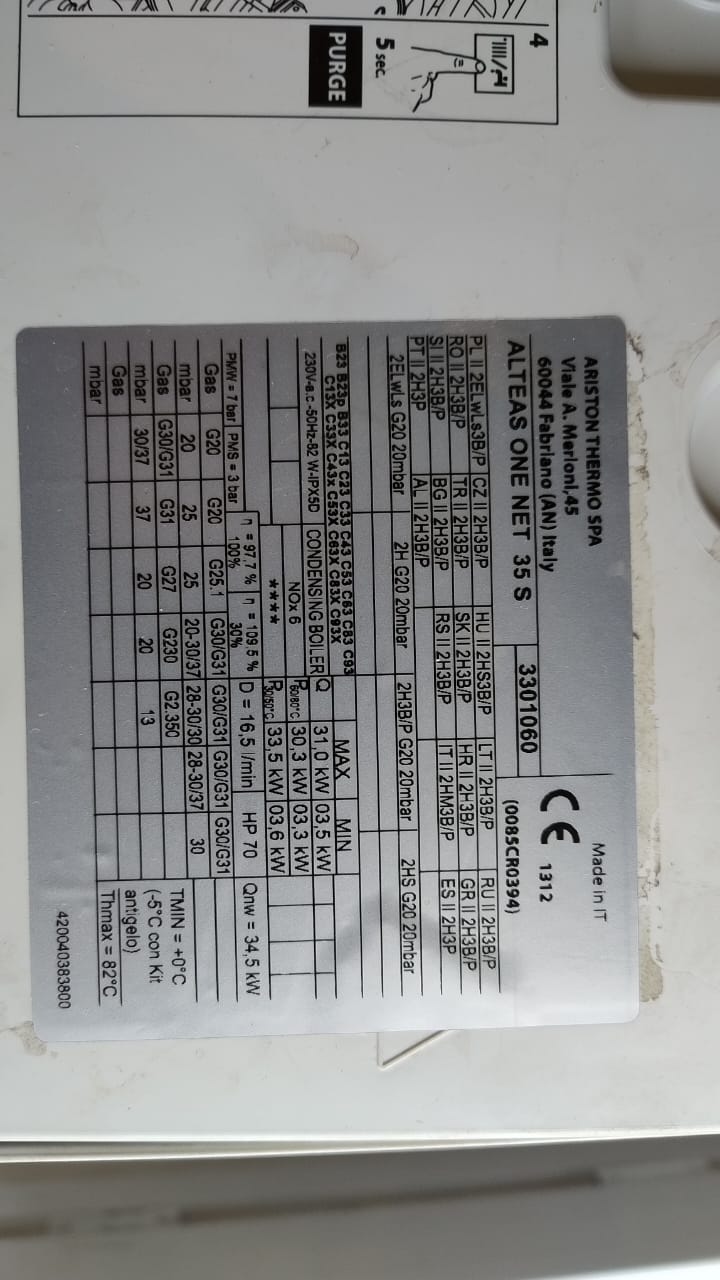 4
5 sec.
PURGE
ARISTON THERMO SPA
Viale A. Merloni,45
60044 Fabriano (AN) Italy
Made in IT
CE 1312
ALTEAS ONE NET 35 S 3301060 (0085CR0394)
PL II 2ELwLs3B/P CZ II 2H3B/P HU II 2HS3B/P LT II 2H3B/P RU II 2H3B/P
RO II 2H3B/P TR II 2H3B/P SK II 2H3B/P HR II 2H3B/P GR II 2H3B/P
SI II 2H3B/P BG II 2H3B/P RS II 2H3B/P IT II 2HM3B/P ES II 2H3P
PT II 2H3P AL II 2H3B/P
2ELwLs G20 20mbar 2H G20 20mbar 2H3B/P G20 20mbar 2HS G20 20mbar
B23 B23p B33 C13 C23 C33 C43 C53 C63 C83 C93
C13X C33X C43x C53X C63X C83X C93X
MAX MIN
230V-a.c.-50Hz-82 W-IPX5D CONDENSING BOILER Q 31,0 kW 03,5 kW
NOx 6 P60/80°C 30,3 kW 03,3 kW
**** P30/50°C 33,5 kW 03,6 kW
PMW = 7 bar PMS = 3 bar η = 97,7 % 100% η = 109,5 % 30% D = 16,5 l/min HP 70 Qnw = 34,5 kW
Gas G20 G20 G25.1 G30/G31 G30/G31 G30/G31 G30/G31
mbar 20 25 25 20-30/37 28-30/30 28-30/37 30
Gas G30/G31 G31 G27 G230 G2.350
mbar 30/37 37 20 20 13
Gas
mbar
TMIN = +0°C
(-5°C con Kit
antigelo)
Thmax = 82°C
420040383800